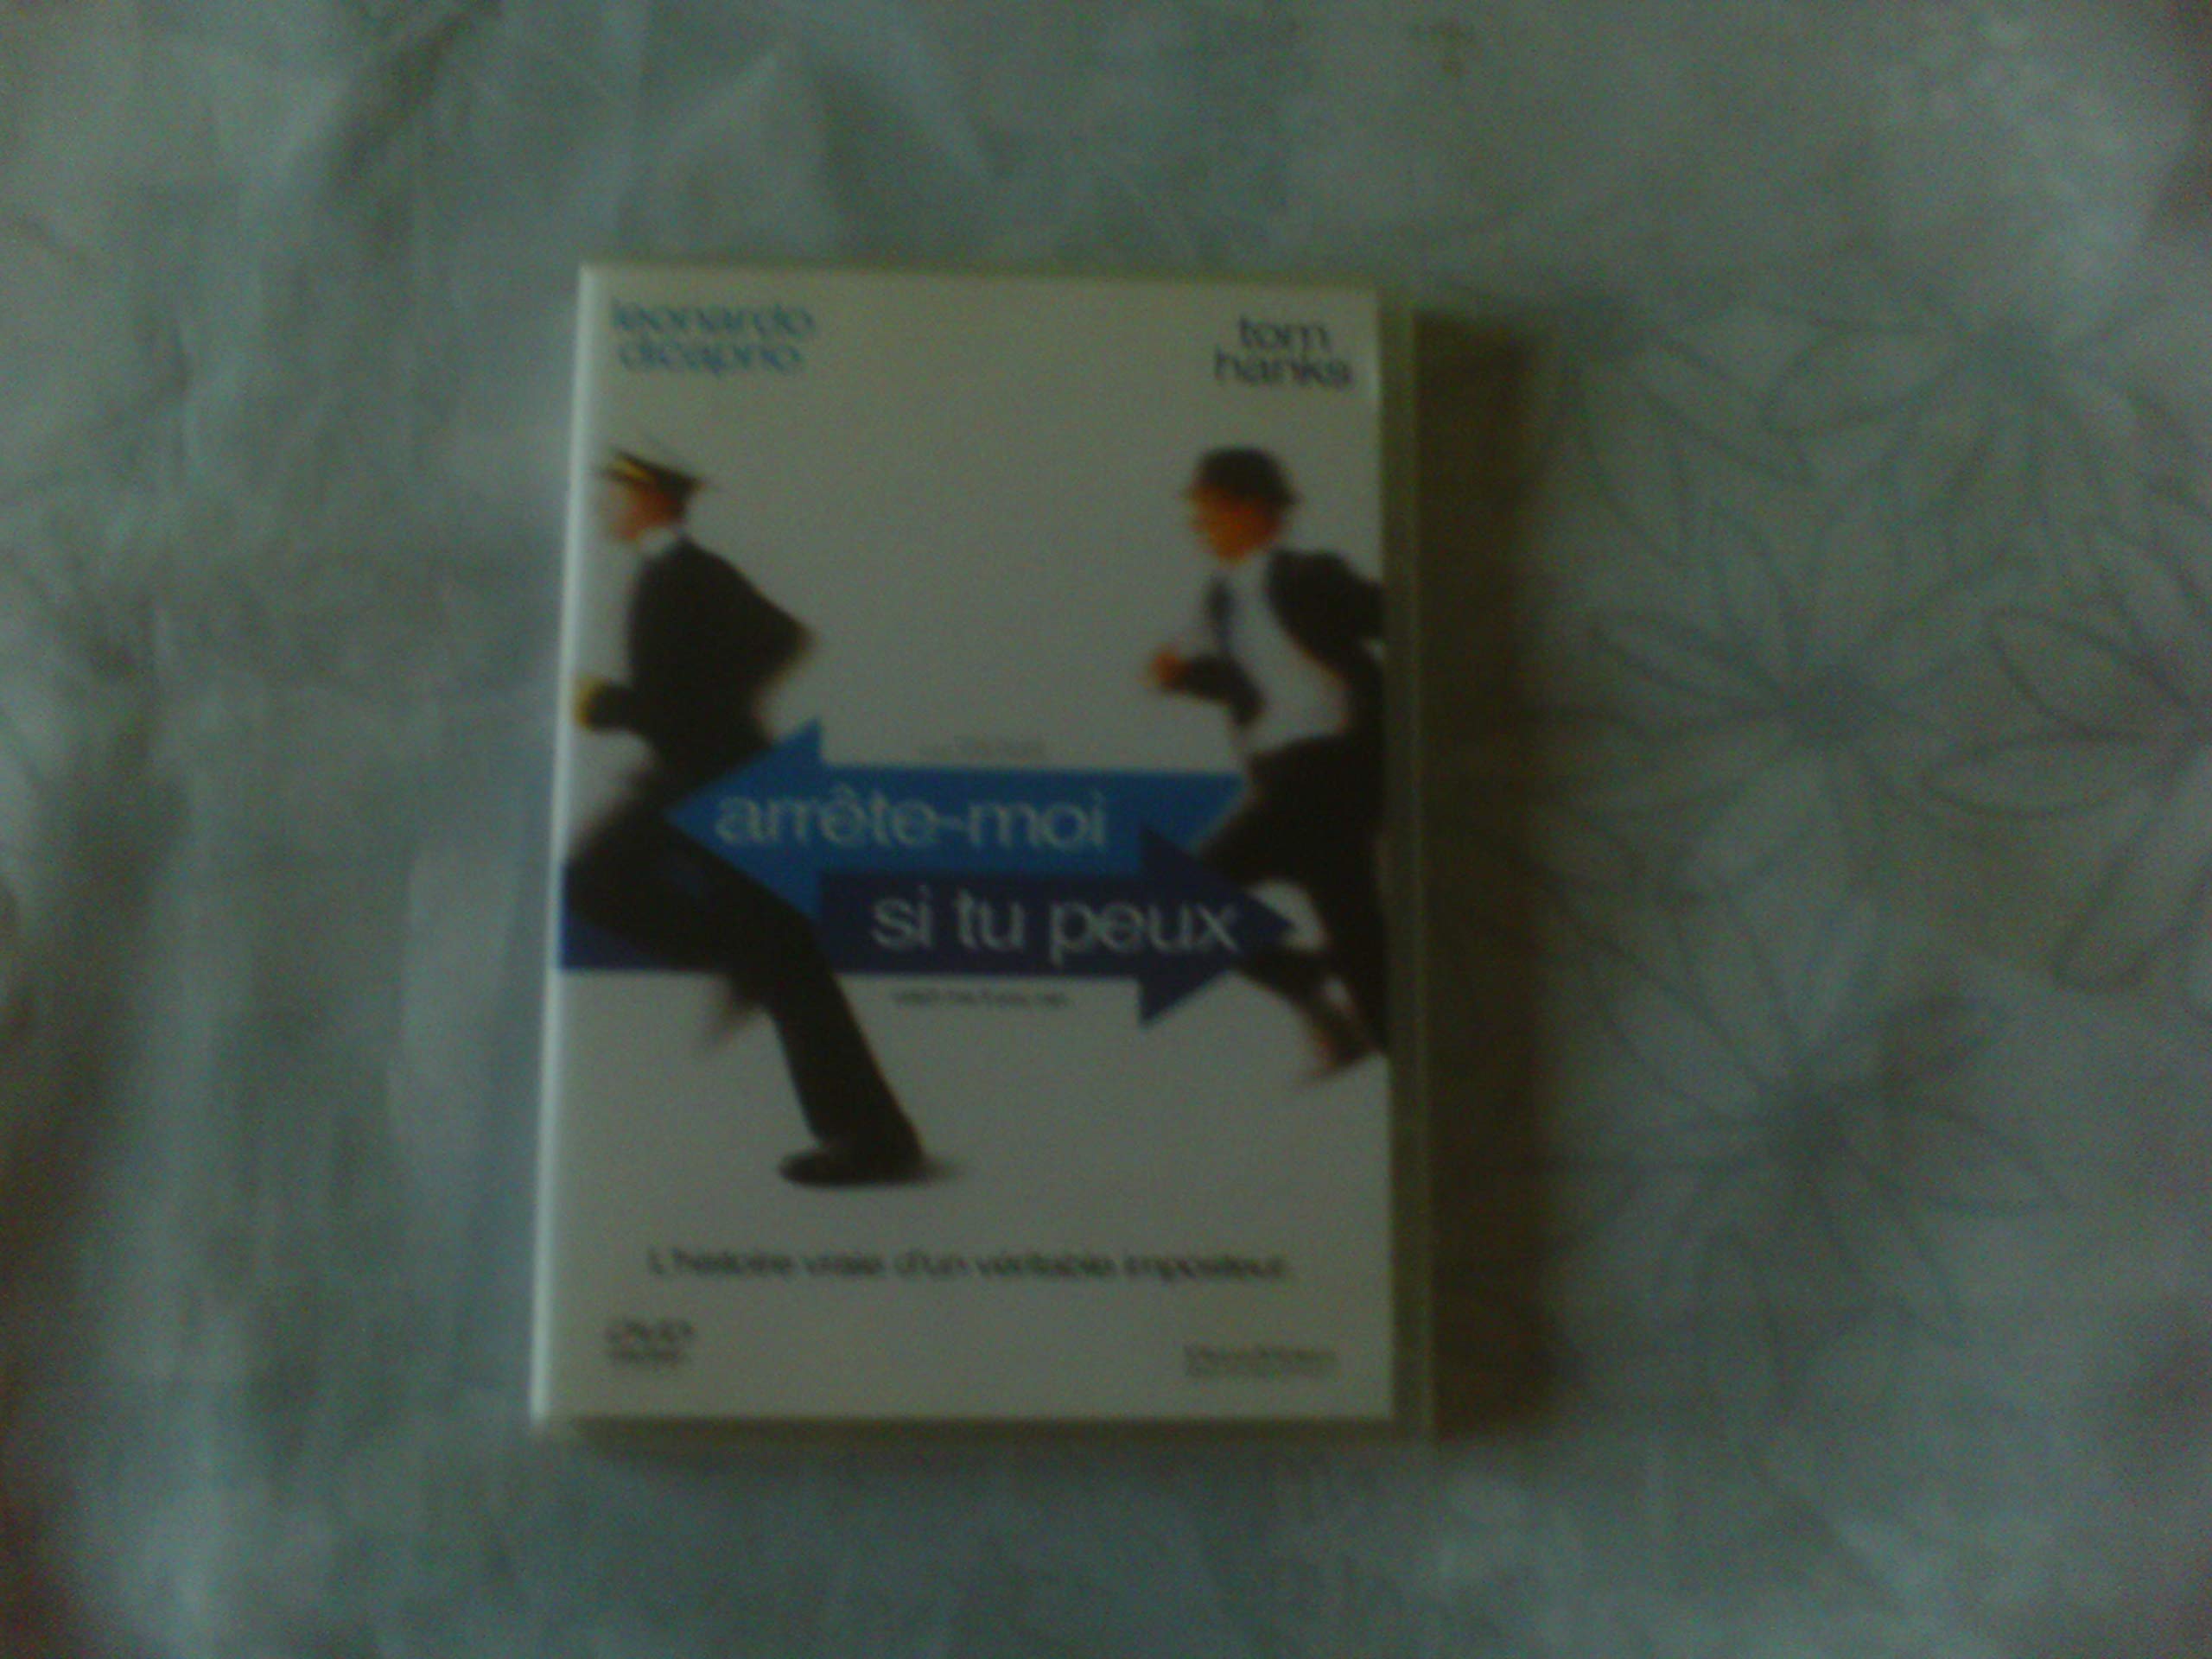 leonardo
dicaprio
tom
hanks
arrête-moi
si tu peux
L'histoire vraie d'un véritable imposteur.
DVD